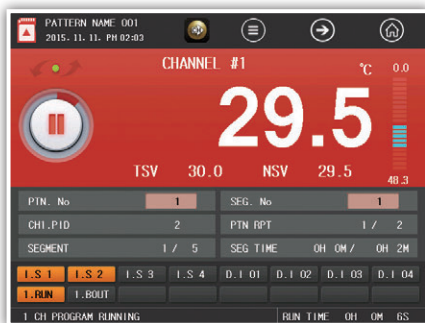 PATTERN NAME 001
2015. 11. 11. PM 02:03
CHANNEL #1
℃ 0.0
29.5
TSV 30.0 NSV 29.5
48.3
PTN. No 1 SEG. No 1
CH1.PID 2 PTN RPT 1 / 2
SEGMENT 1 / 5 SEG TIME 0H 0M / 0H 2M
I.S 1 I.S 2 I.S 3 I.S 4 D.I 01 D.I 02 D.I 03 D.I 04
1.RUN 1.BOUT
1 CH PROGRAM RUNNING RUN TIME 0H 0M 6S